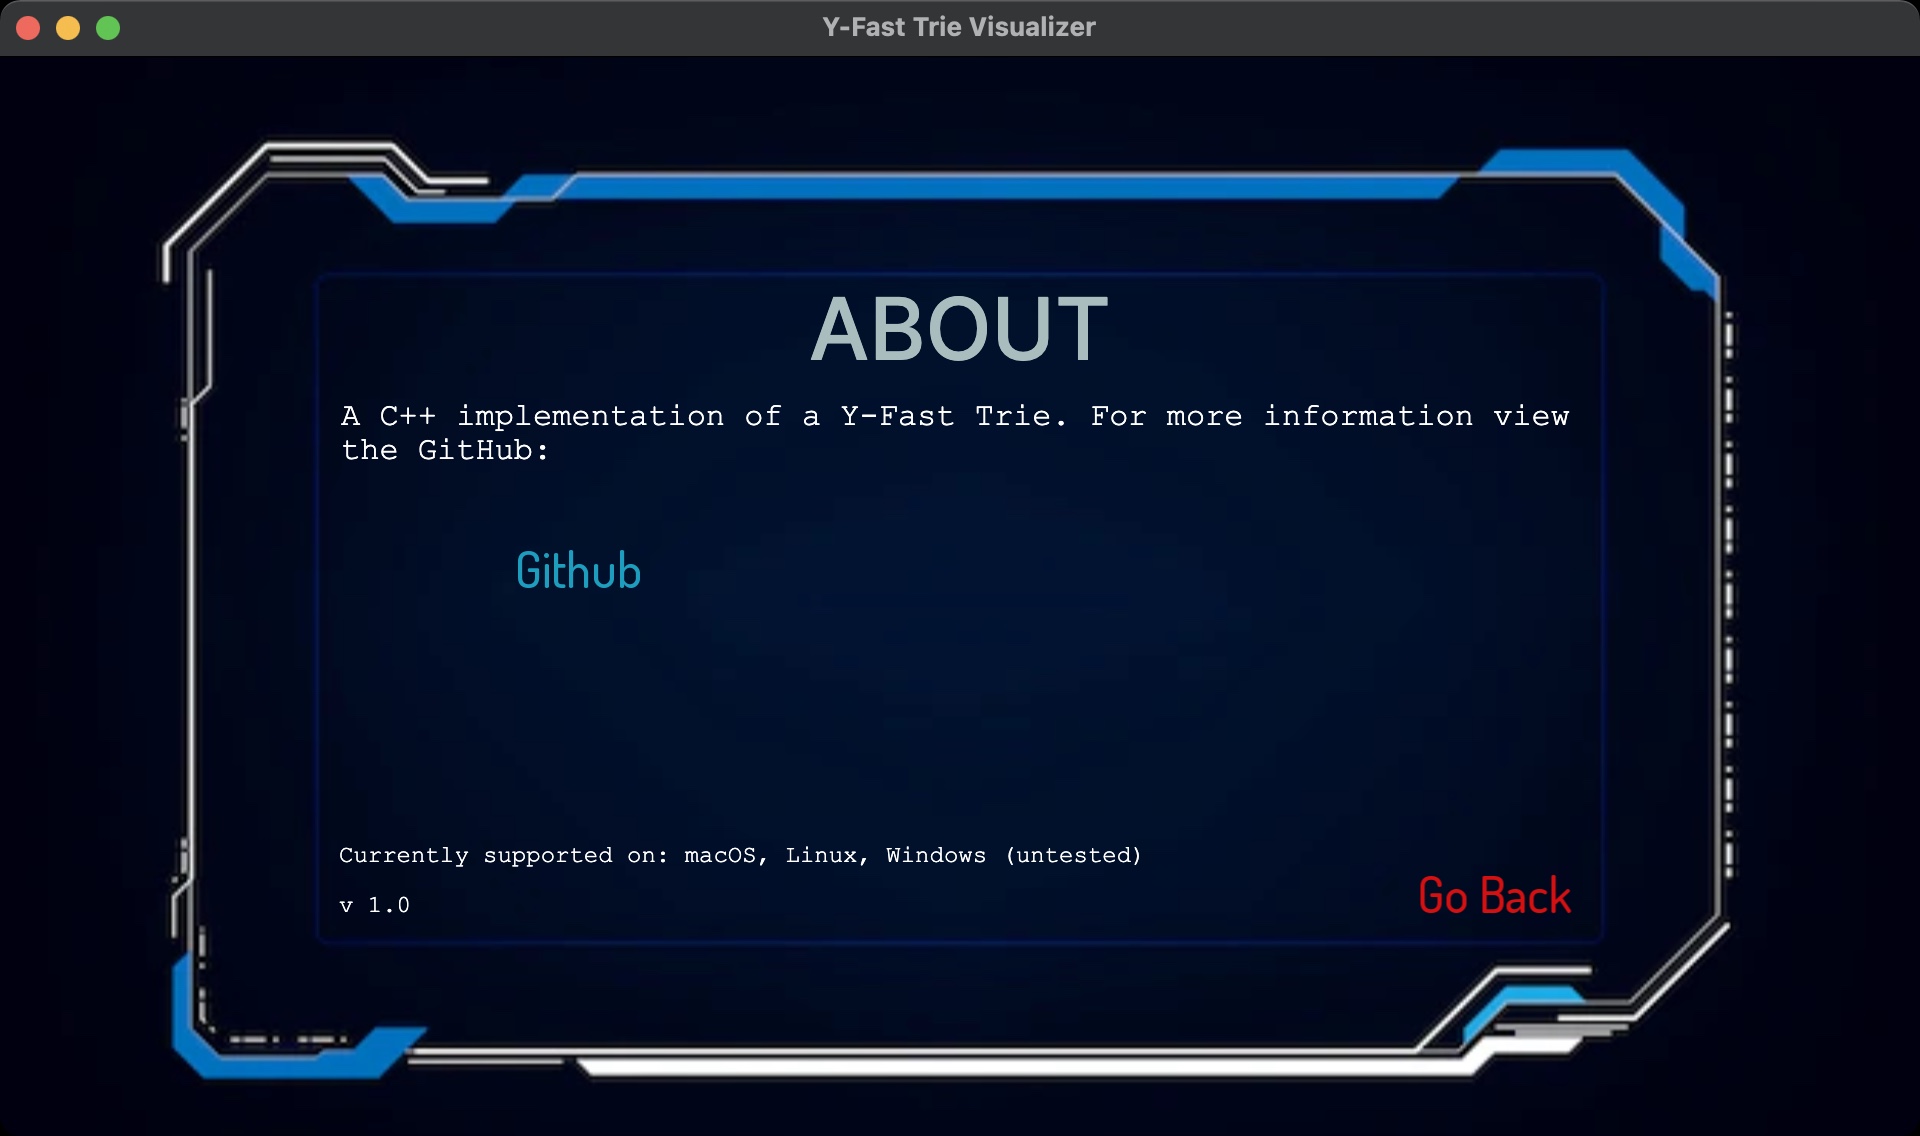 Y-Fast Trie Visualizer
ABOUT
A C++ implementation of a Y-Fast Trie. For more information view
the GitHub:
Github
Currently supported on: macOS, Linux, Windows (untested)
v 1.0
Go Back